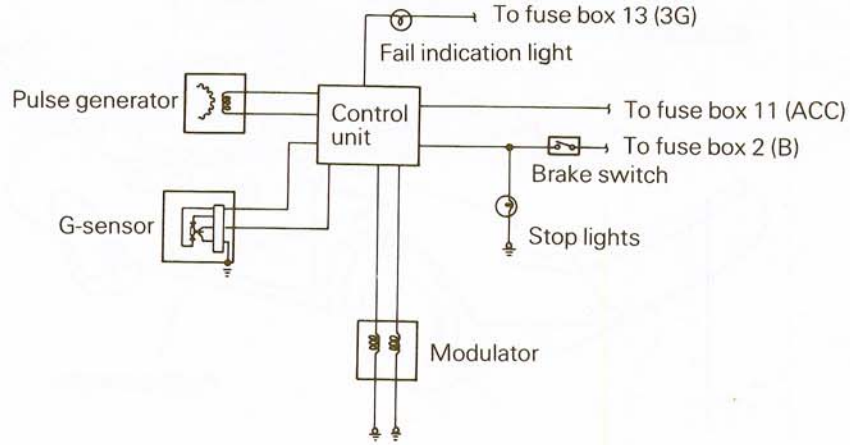 To fuse box 13 (3G)
Fail indication light
Pulse generator
Control
unit
To fuse box 11 (ACC)
To fuse box 2 (B)
Brake switch
G-sensor
Stop lights
Modulator